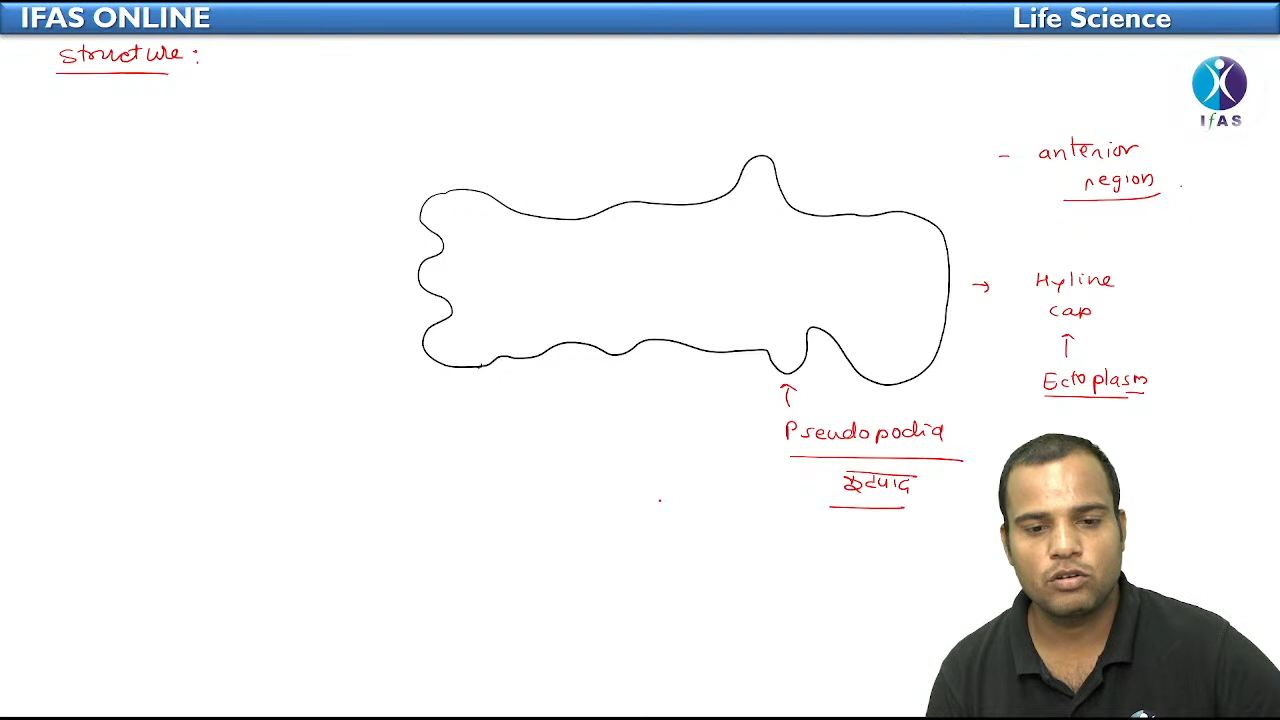 IFAS ONLINE
Life Science
Structure :
IfAS
- anterior
region
→ Hyline
cap
↑
Ectoplasm
↑
Pseudopodia